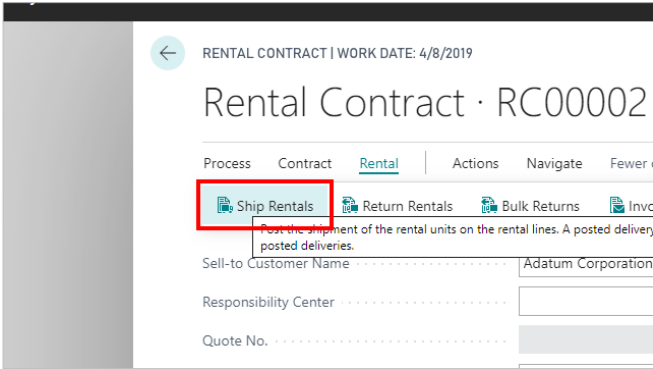 RENTAL CONTRACT | WORK DATE: 4/8/2019
Rental Contract · RC00002
Process Contract Rental Actions Navigate Fewer
Ship Rentals Return Rentals Bulk Returns
Post the shipment of the rental units on the rental lines. A posted delivery
posted deliveries.
Sell-to Customer Name Adatum Corporation
Responsibility Center
Quote No.